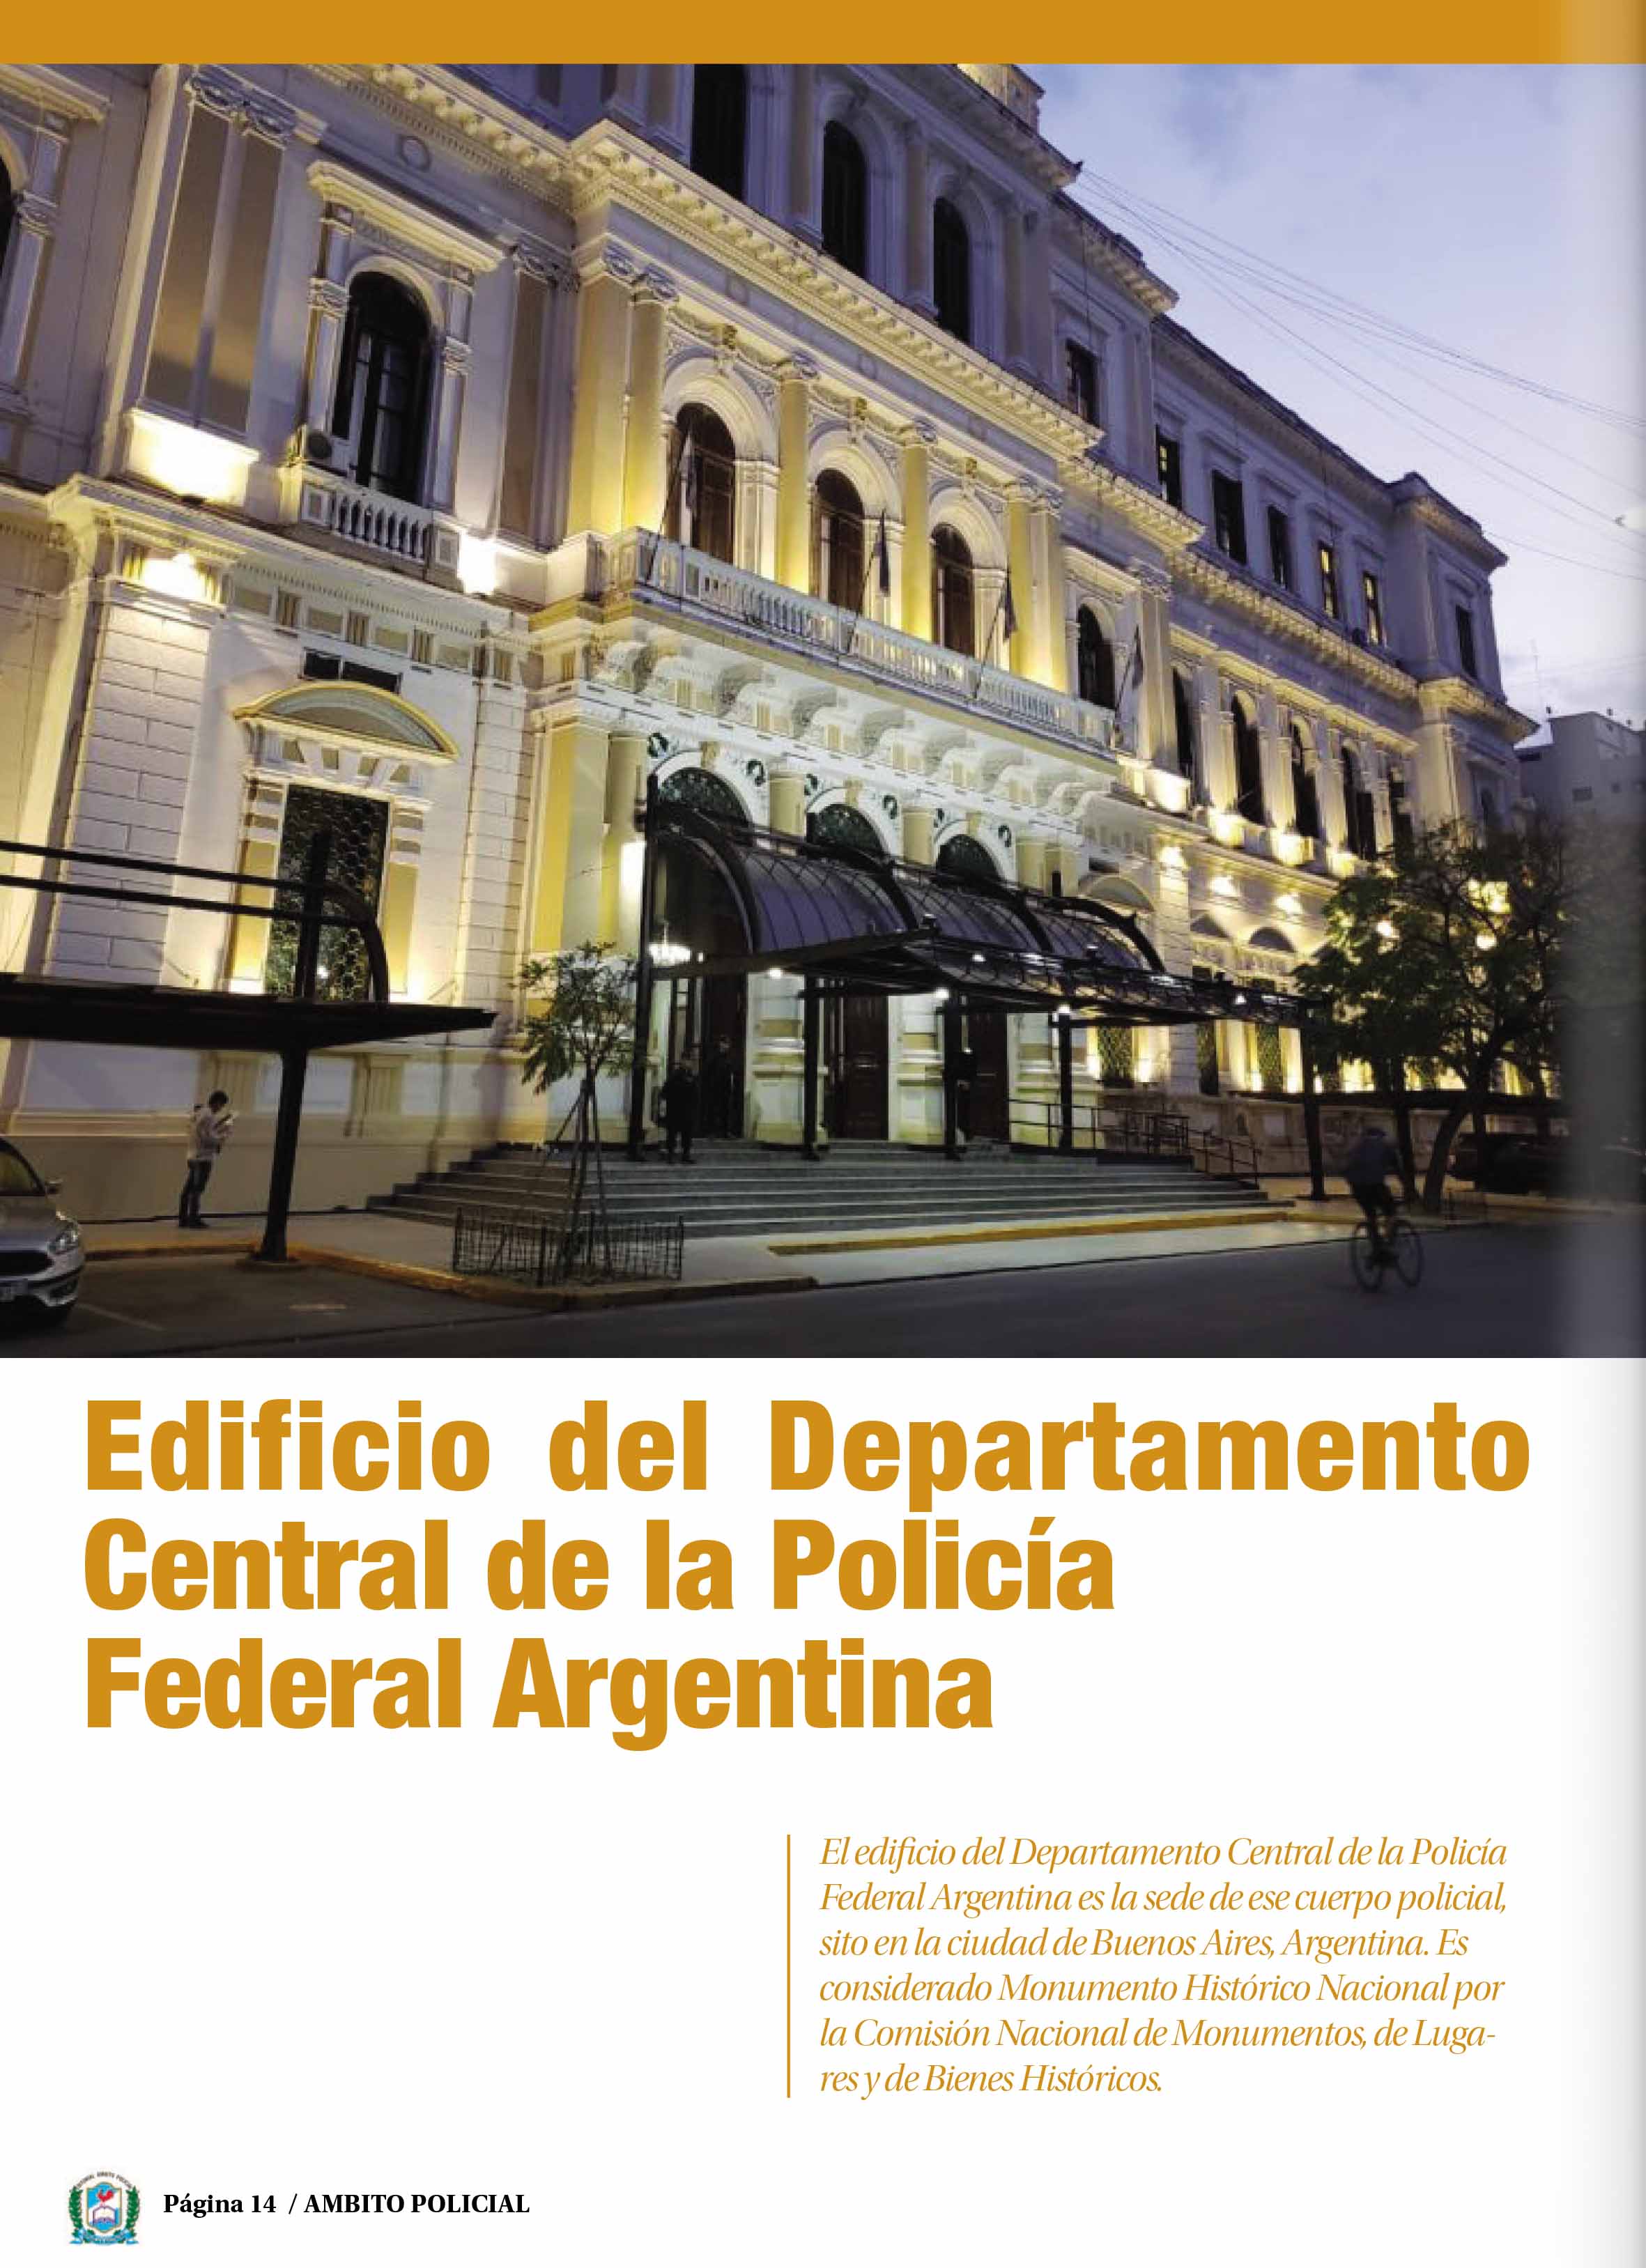 Edificio del Departamento
Central de la Policía
Federal Argentina
El edificio del Departamento Central de la Policía
Federal Argentina es la sede de ese cuerpo policial,
sito en la ciudad de Buenos Aires, Argentina. Es
considerado Monumento Histórico Nacional por
la Comisión Nacional de Monumentos, de Luga-
res y de Bienes Históricos.
Página 14 / AMBITO POLICIAL